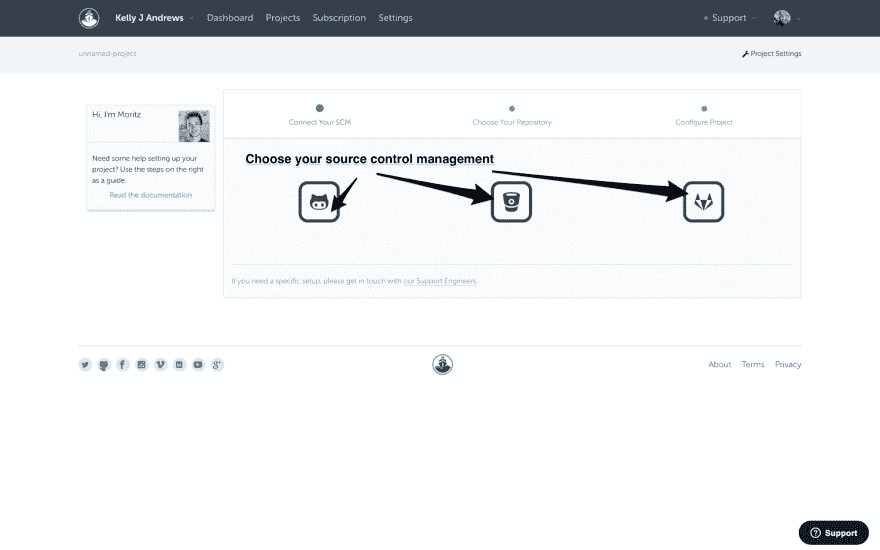 Kelly J Andrews Dashboard Projects Subscription Settings Support
unnamed-project Project Settings
Hi, I'm Moritz
Need some help setting up your
project? Use the steps on the right
as a guide.
Read the documentation
Connect Your SCM Choose Your Repository Configure Project
Choose your source control management
If you need a specific setup, please get in touch with our Support Engineers.
About Terms Privacy
Support